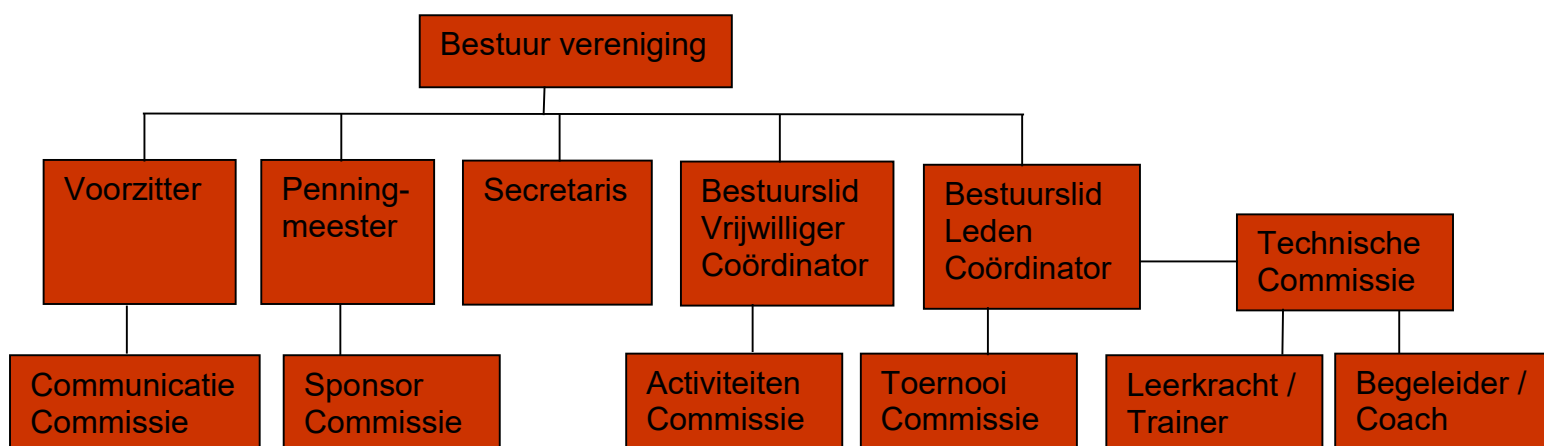 Bestuur vereniging
Voorzitter
Penning-
meester
Secretaris
Bestuurslid
Vrijwilliger
Coördinator
Bestuurslid
Leden
Coördinator
Technische
Commissie
Communicatie
Commissie
Sponsor
Commissie
Activiteiten
Commissie
Toernooi
Commissie
Leerkracht /
Trainer
Begeleider /
Coach